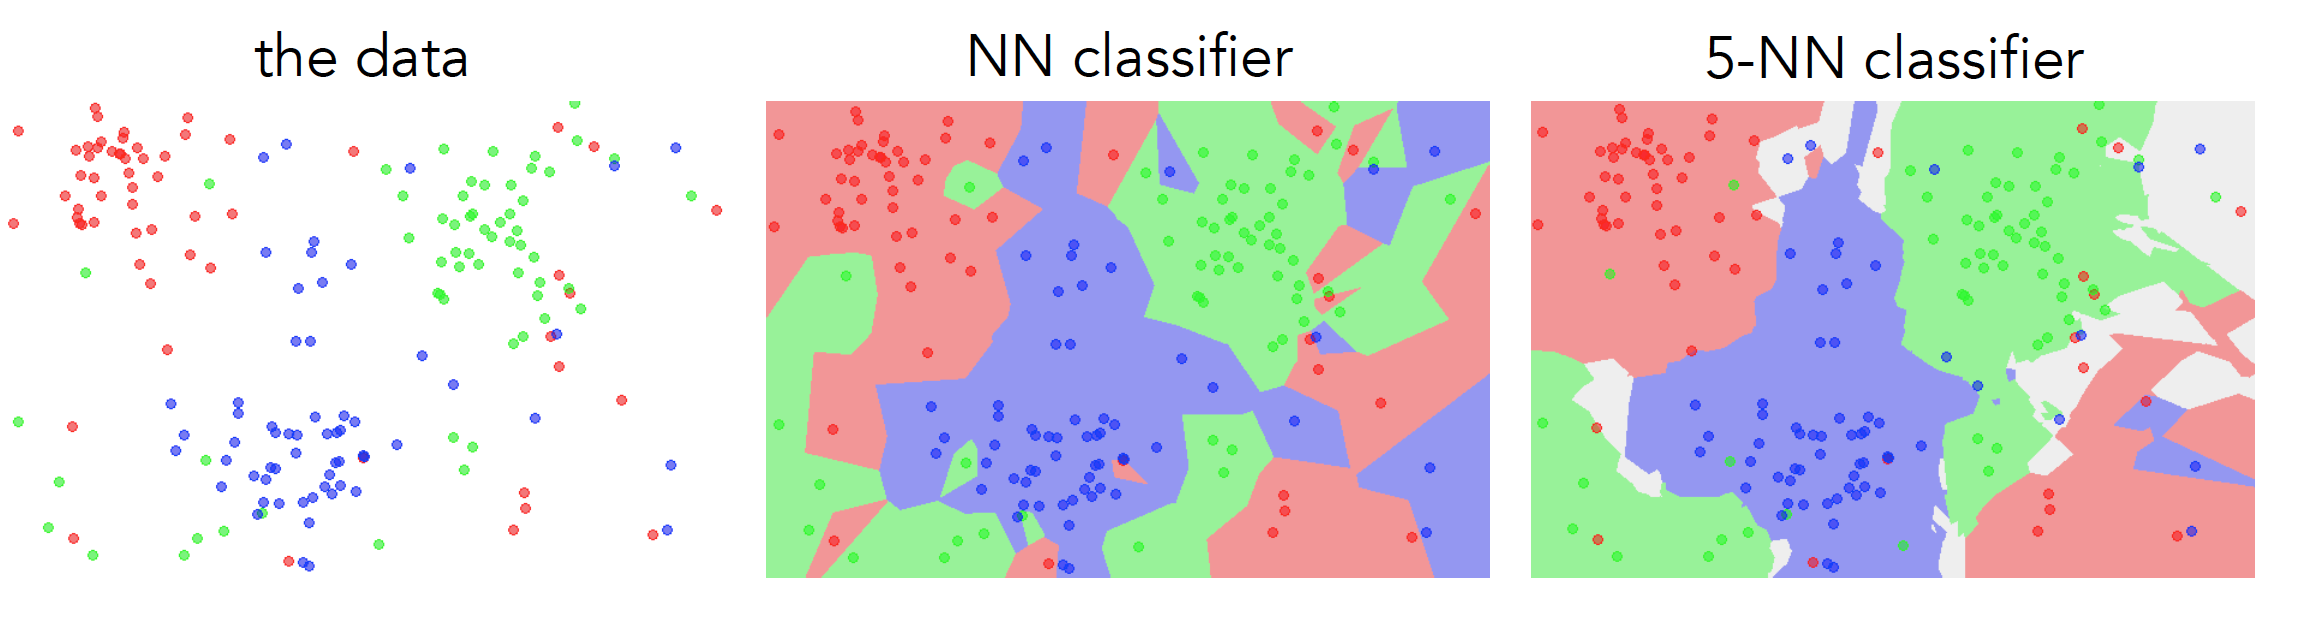 the data
NN classifier
5-NN classifier